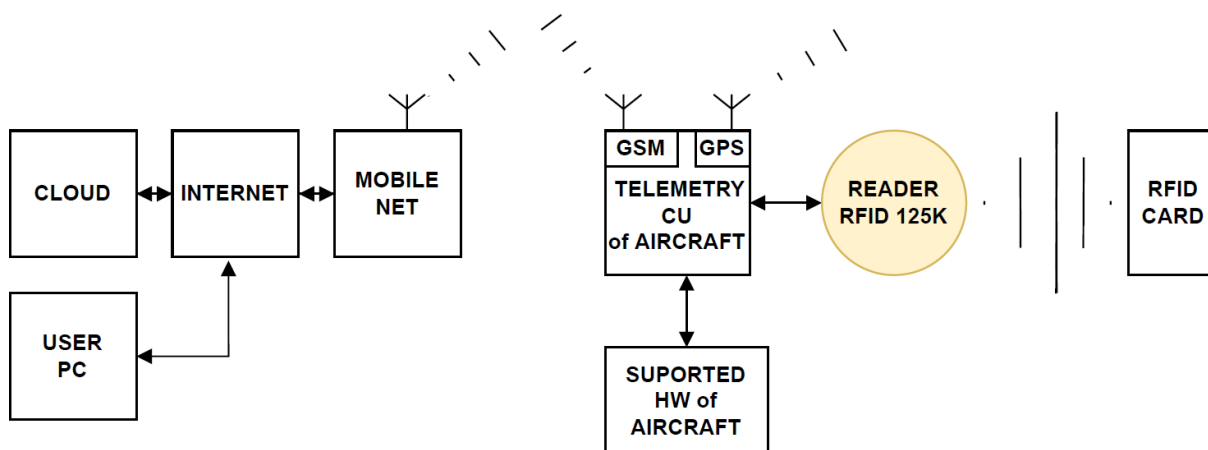 GSM
GPS
CLOUD
INTERNET
MOBILE
NET
TELEMETRY
CU
of AIRCRAFT
READER
RFID 125K
RFID
CARD
USER
PC
SUPORTED
HW of
AIRCRAFT